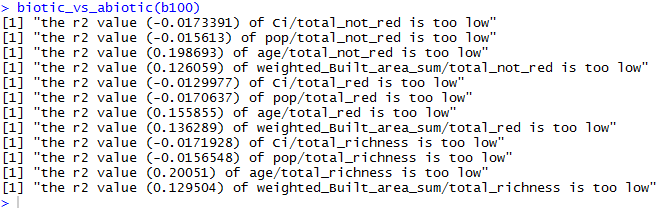 > biotic_vs_abiotic(b100)
[1] "the r2 value (-0.0173391) of Ci/total_not_red is too low"
[1] "the r2 value (-0.015613) of pop/total_not_red is too low"
[1] "the r2 value (0.198693) of age/total_not_red is too low"
[1] "the r2 value (0.126059) of weighted_Built_area_sum/total_not_red is too low"
[1] "the r2 value (-0.0129977) of Ci/total_red is too low"
[1] "the r2 value (-0.0170637) of pop/total_red is too low"
[1] "the r2 value (0.155855) of age/total_red is too low"
[1] "the r2 value (0.136289) of weighted_Built_area_sum/total_red is too low"
[1] "the r2 value (-0.0171928) of Ci/total_richness is too low"
[1] "the r2 value (-0.0156548) of pop/total_richness is too low"
[1] "the r2 value (0.20051) of age/total_richness is too low"
[1] "the r2 value (0.129504) of weighted_Built_area_sum/total_richness is too low"
>